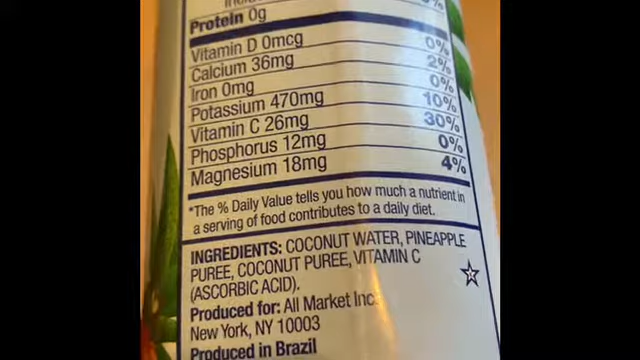 Protein 0g
Vitamin D 0mcg 0%
Calcium 36mg 2%
Iron 0mg 0%
Potassium 470mg 10%
Vitamin C 26mg 30%
Phosphorus 12mg 0%
Magnesium 18mg 4%
*The % Daily Value tells you how much a nutrient in
a serving of food contributes to a daily diet.
INGREDIENTS: COCONUT WATER, PINEAPPLE
PUREE, COCONUT PUREE, VITAMIN C
(ASCORBIC ACID).
Produced for: All Market Inc.
New York, NY 10003
Produced in Brazil